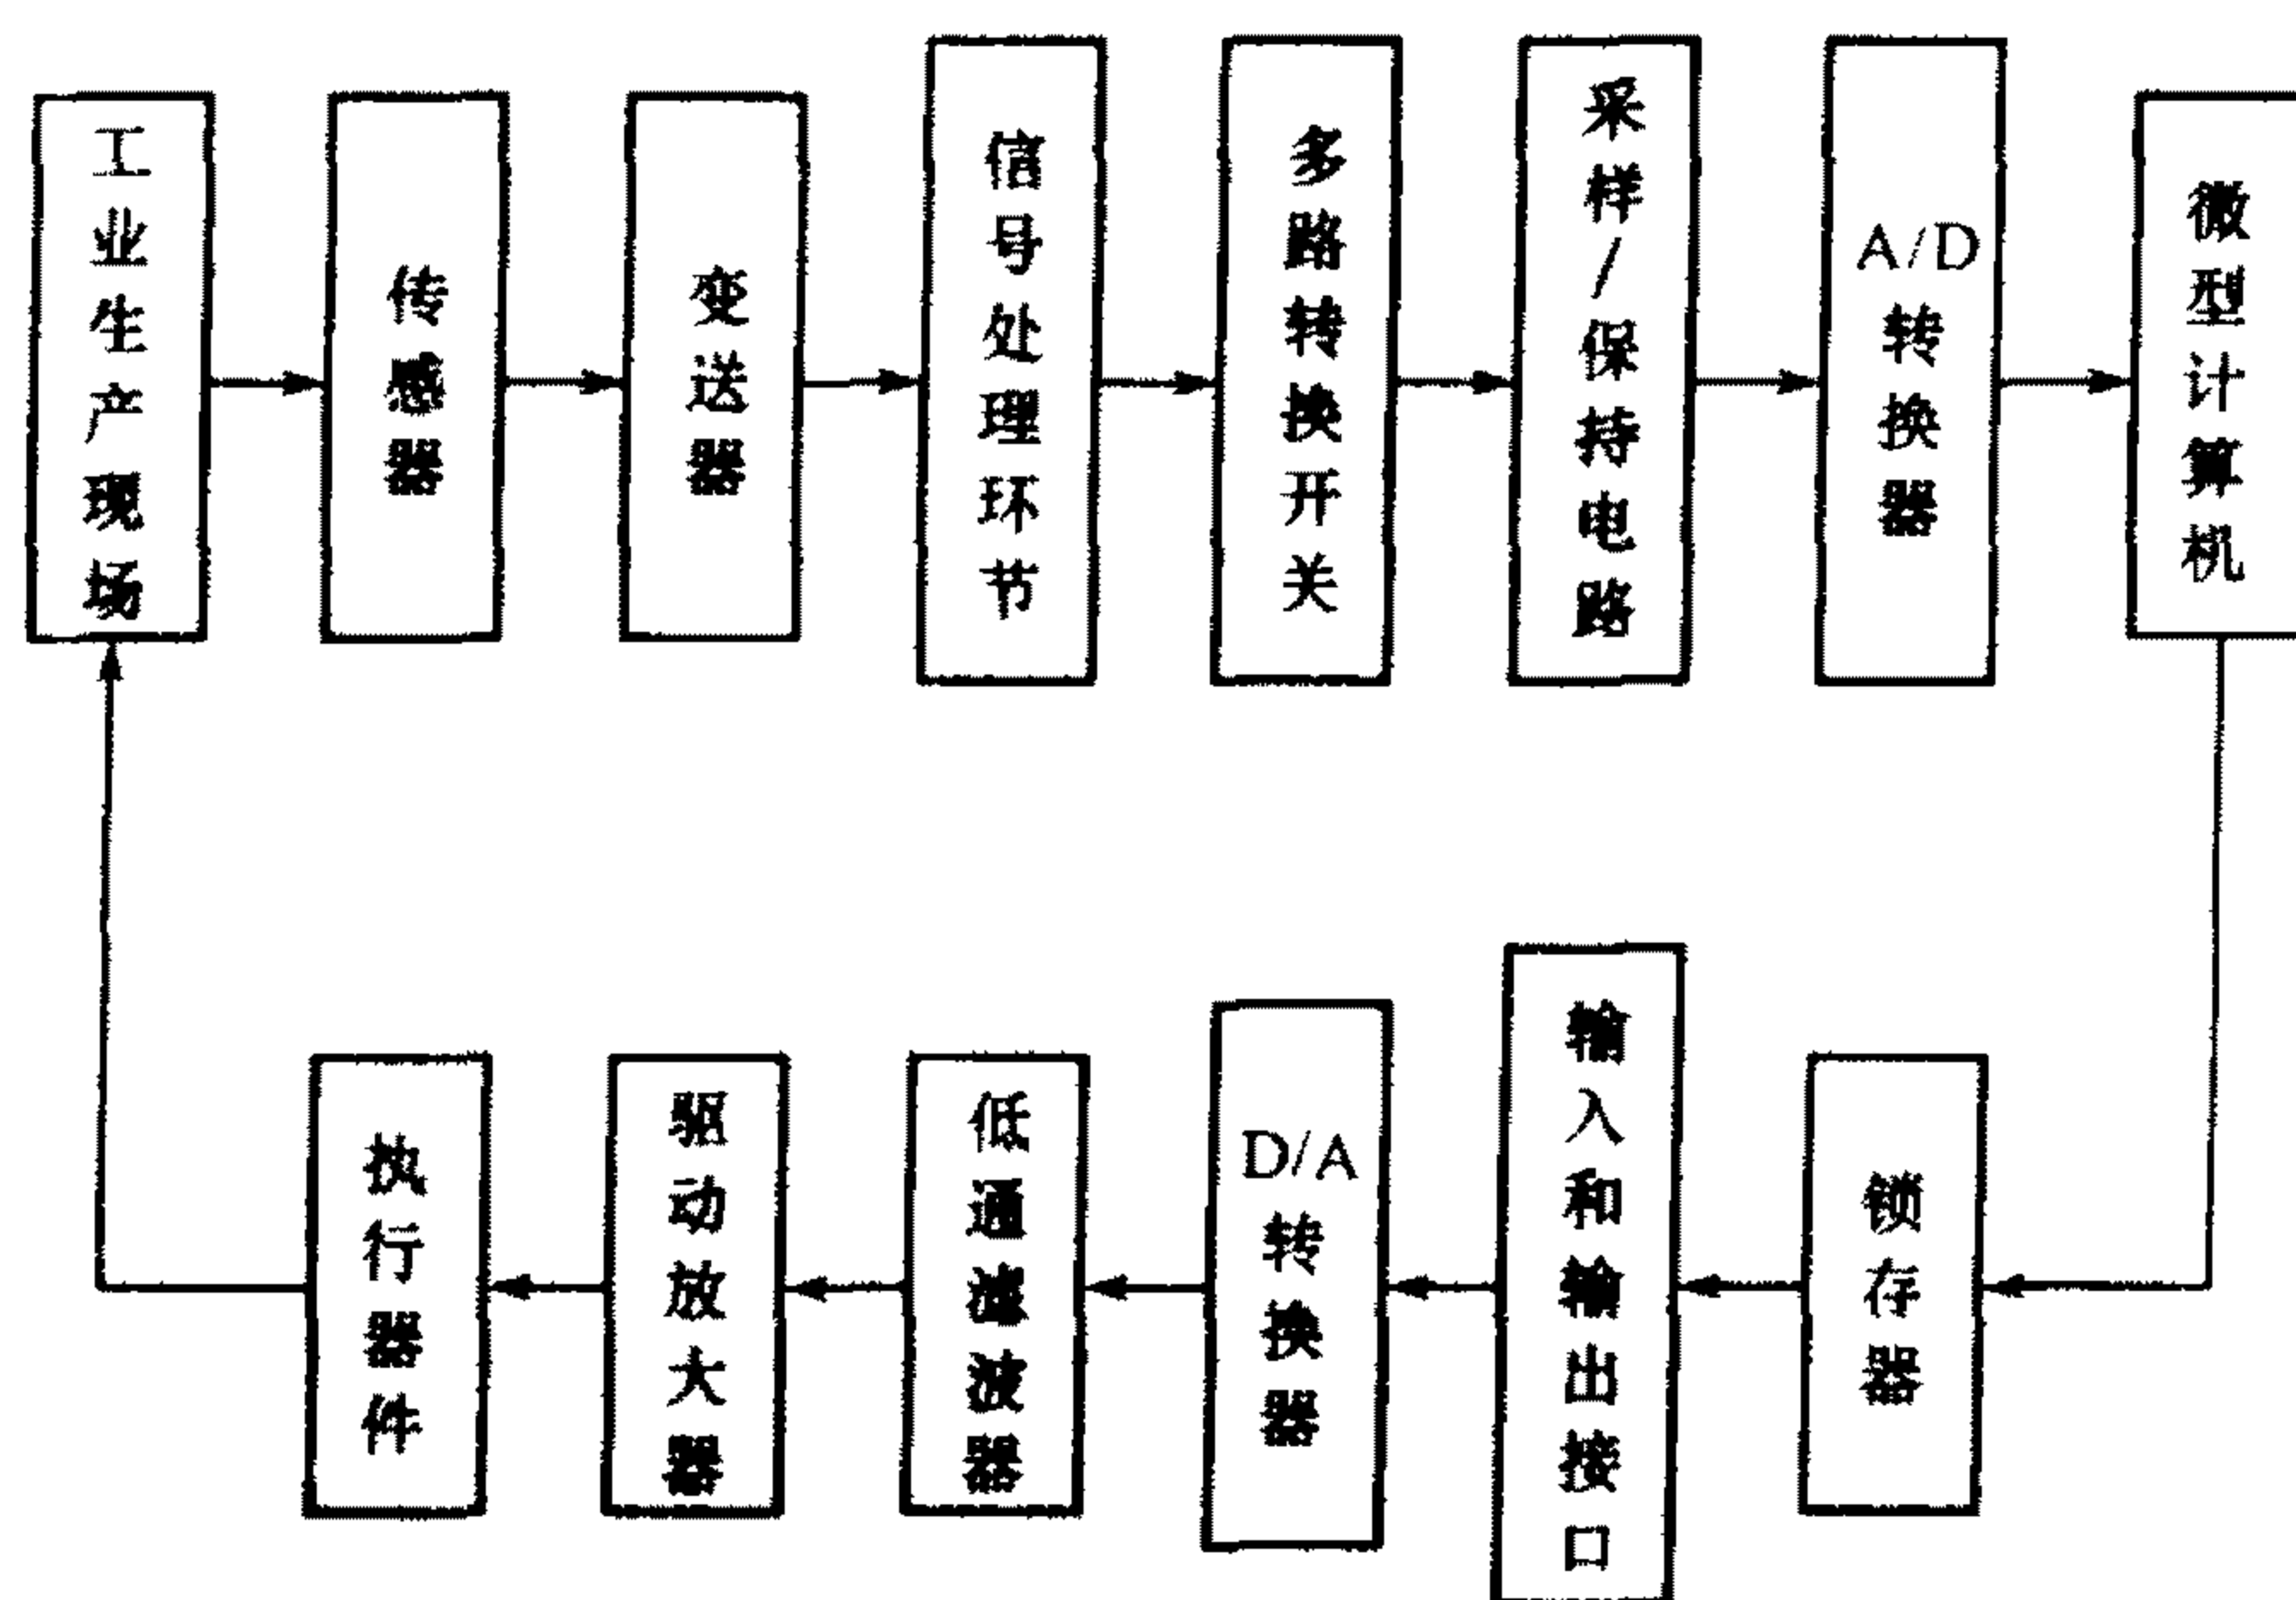 工业生产现场
传感器
变送器
信号处理环节
多路转换开关
采样/保持电路
A/D转换器
微型计算机
执行器件
驱动放大器
低通滤波器
D/A转换器
输入和输出接口
锁存器